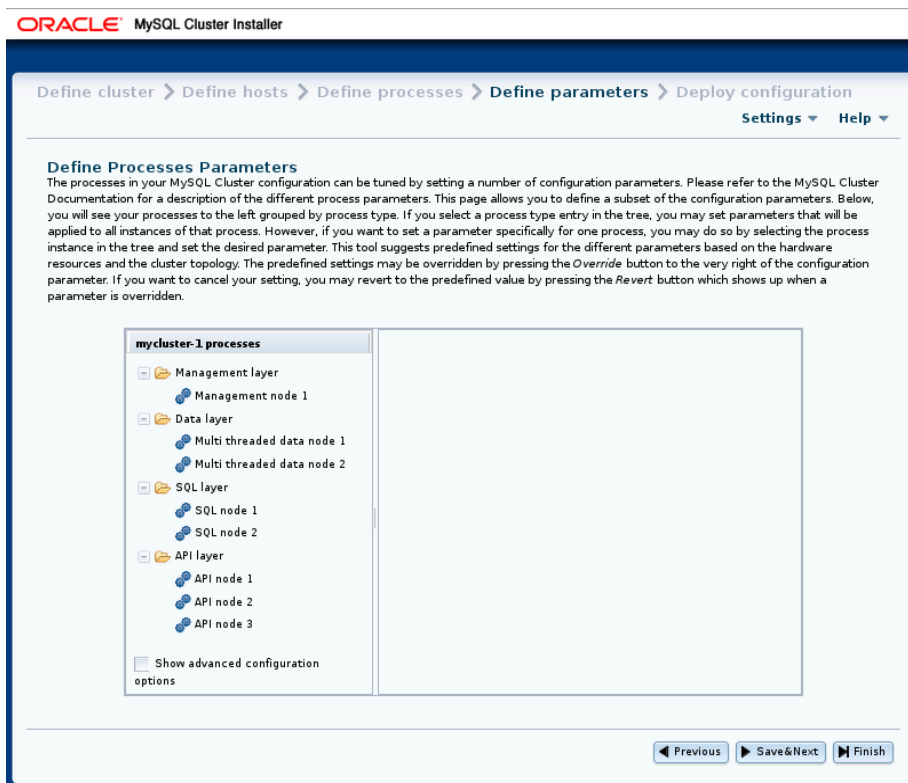 ORACLE® MySQL Cluster Installer
Define cluster > Define hosts > Define processes > Define parameters > Deploy configuration
Settings Help
Define Processes Parameters
The processes in your MySQL Cluster configuration can be tuned by setting a number of configuration parameters. Please refer to the MySQL Cluster
Documentation for a description of the different process parameters. This page allows you to define a subset of the configuration parameters. Below,
you will see your processes to the left grouped by process type. If you select a process type entry in the tree, you may set parameters that will be
applied to all instances of that process. However, if you want to set a parameter specifically for one process, you may do so by selecting the process
instance in the tree and set the desired parameter. This tool suggests predefined settings for the different parameters based on the hardware
resources and the cluster topology. The predefined settings may be overridden by pressing the Override button to the very right of the configuration
parameter. If you want to cancel your setting, you may revert to the predefined value by pressing the Revert button which shows up when a
parameter is overridden.
mycluster-1 processes
Management layer
Management node 1
Data layer
Multi threaded data node 1
Multi threaded data node 2
SQL layer
SQL node 1
SQL node 2
API layer
API node 1
API node 2
API node 3
Show advanced configuration
options
Previous Save&Next Finish